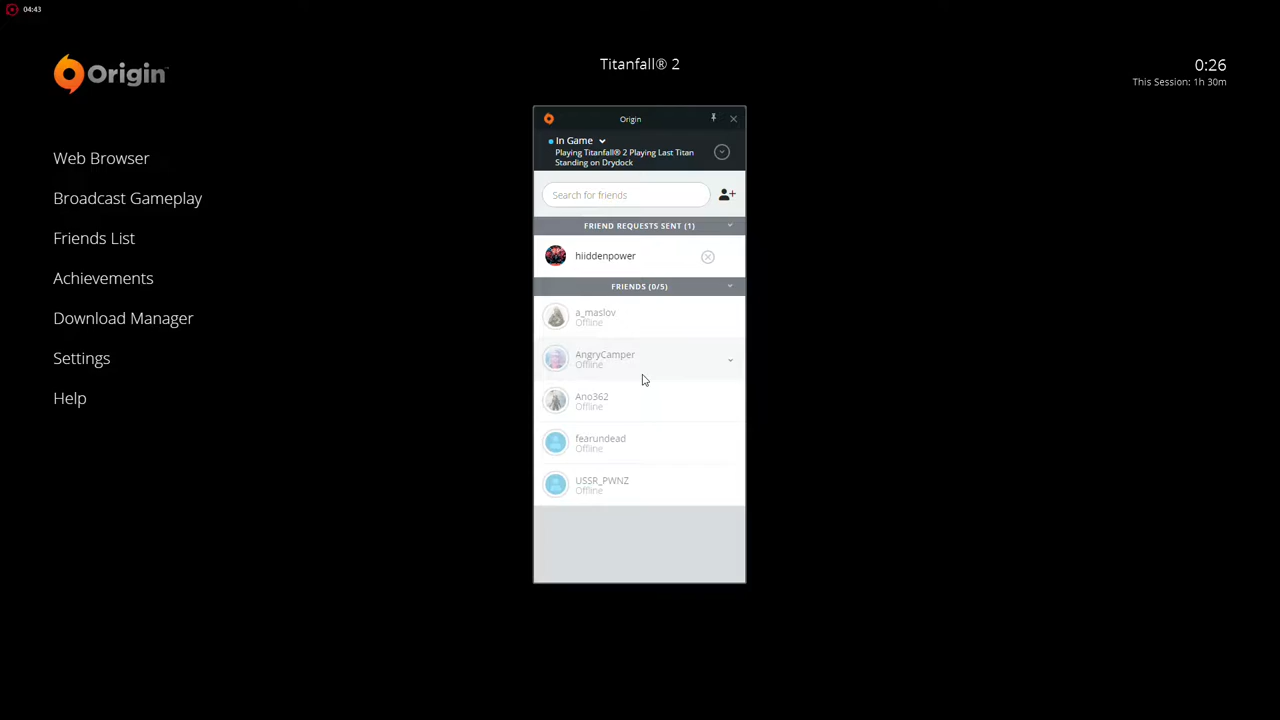 04:43
Origin™
Titanfall® 2
0:26
This Session: 1h 30m
Web Browser
Broadcast Gameplay
Friends List
Achievements
Download Manager
Settings
Help
Origin
In Game
Playing Titanfall® 2 Playing Last Titan
Standing on Drydock
Search for friends
FRIEND REQUESTS SENT (1)
hiiddenpower
FRIENDS (0/5)
a_maslov
Offline
AngryCamper
Offline
Ano362
Offline
fearundead
Offline
USSR_PWNZ
Offline